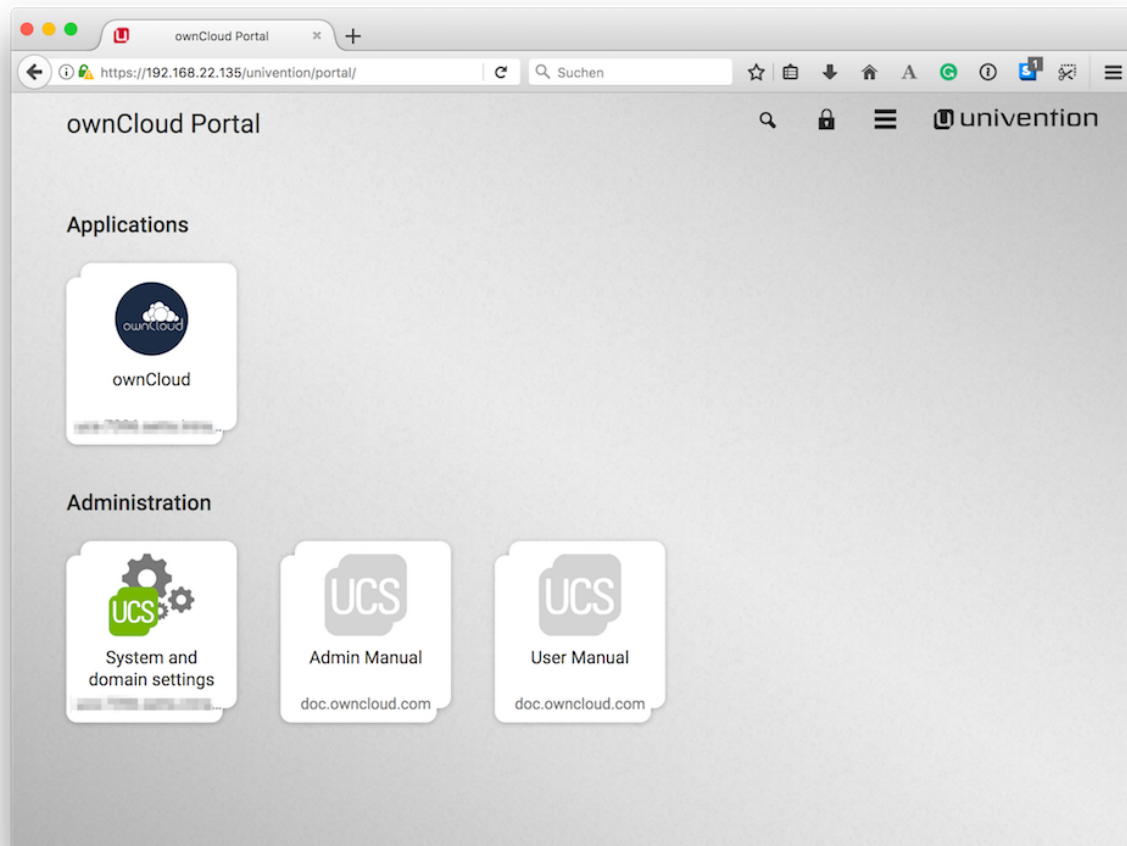 ownCloud Portal
https://192.168.22.135/univention/portal/
Suchen
1
ownCloud Portal
univention
Applications
ownCloud
ownCloud
Administration
UCS
System and
domain settings
UCS
Admin Manual
doc.owncloud.com
UCS
User Manual
doc.owncloud.com